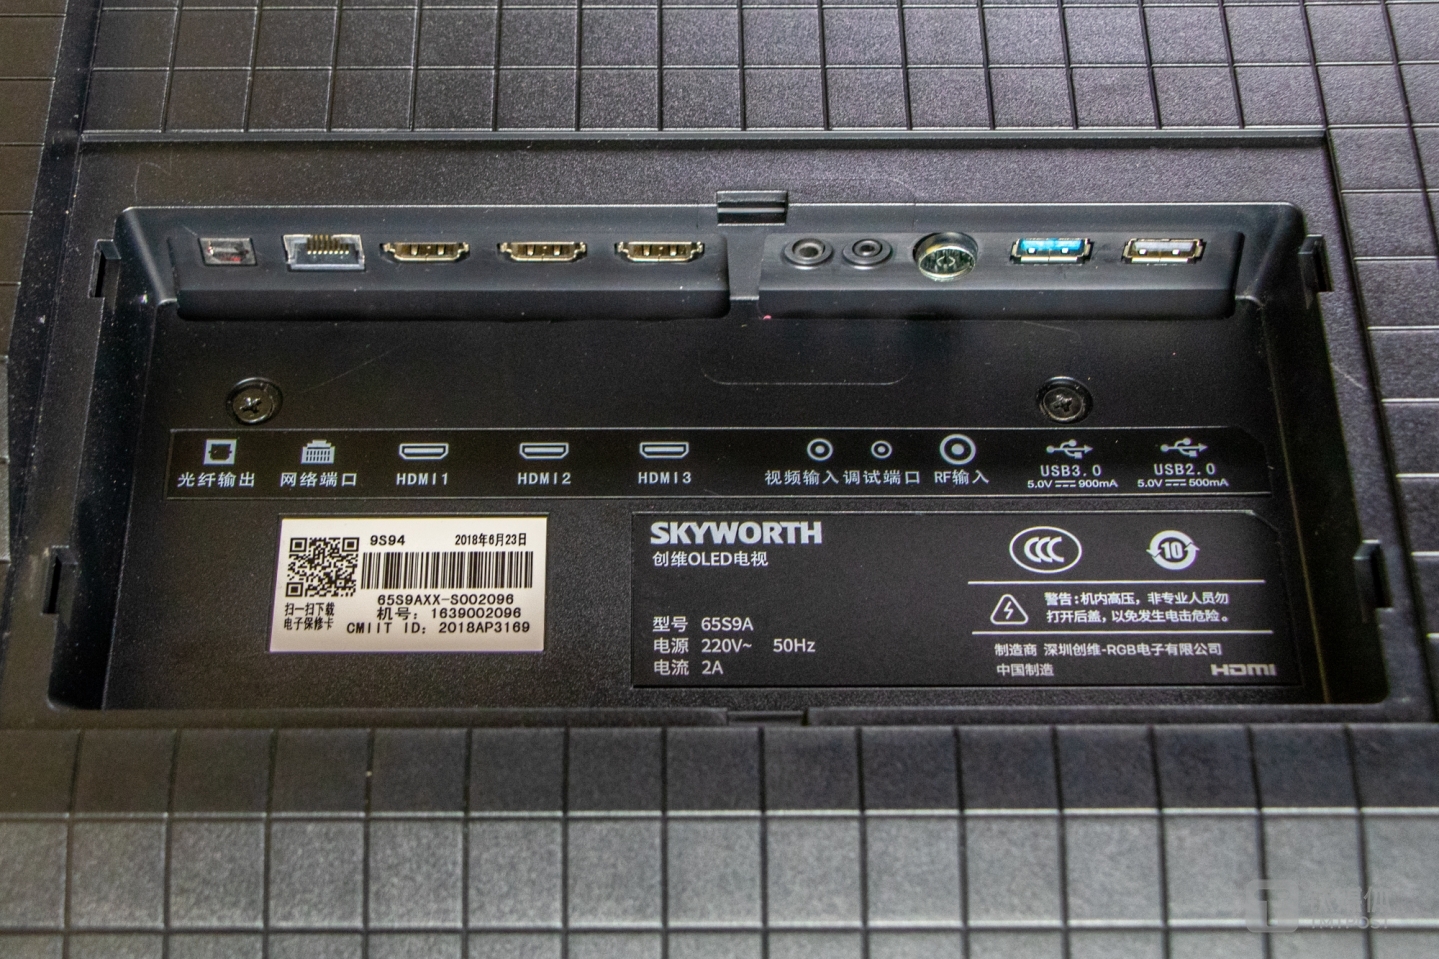 光纤输出 网络端口 HDMI1 HDMI2 HDMI3 视频输入 调试端口 RF输入 USB3.0 USB2.0
5.0V 900mA 5.0V 500mA
9S94 2018年6月23日
65S9AXX-S002096
扫一扫下载 机号: 1639002096
电子保修卡 CMIIT ID: 2018AP3169
SKYWORTH
创维OLED电视
型号 65S9A
电源 220V~ 50Hz
电流 2A
CCC 10
警告:机内高压,非专业人员勿
打开后盖,以免发生电击危险。
制造商 深圳创维-RGB电子有限公司
中国制造
HDMI
TMTPOST